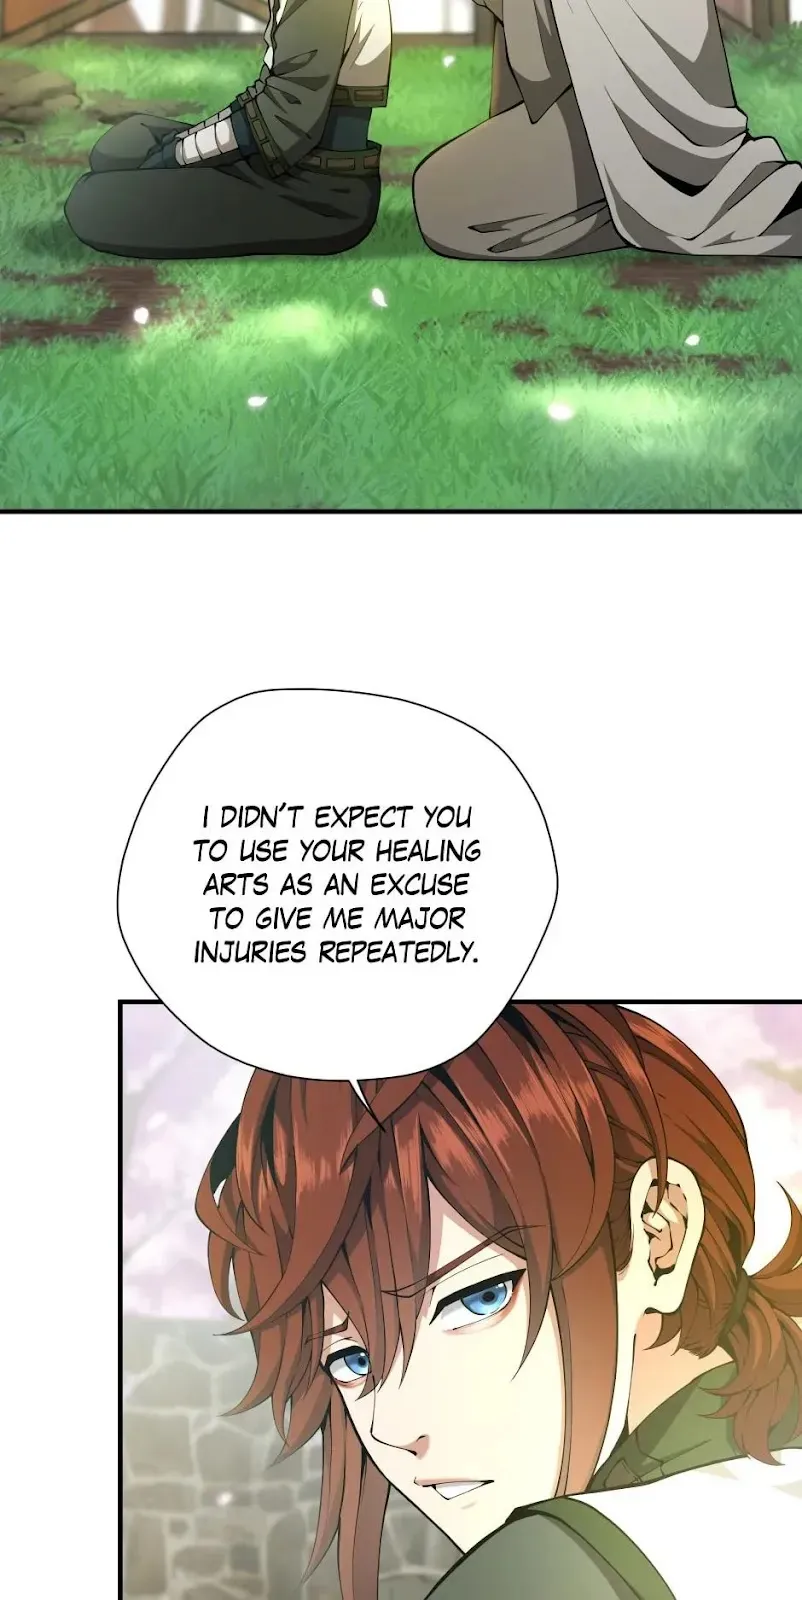 I DIDN'T EXPECT YOU
TO USE YOUR HEALING
ARTS AS AN EXCUSE
TO GIVE ME MAJOR
INJURIES REPEATEDLY.